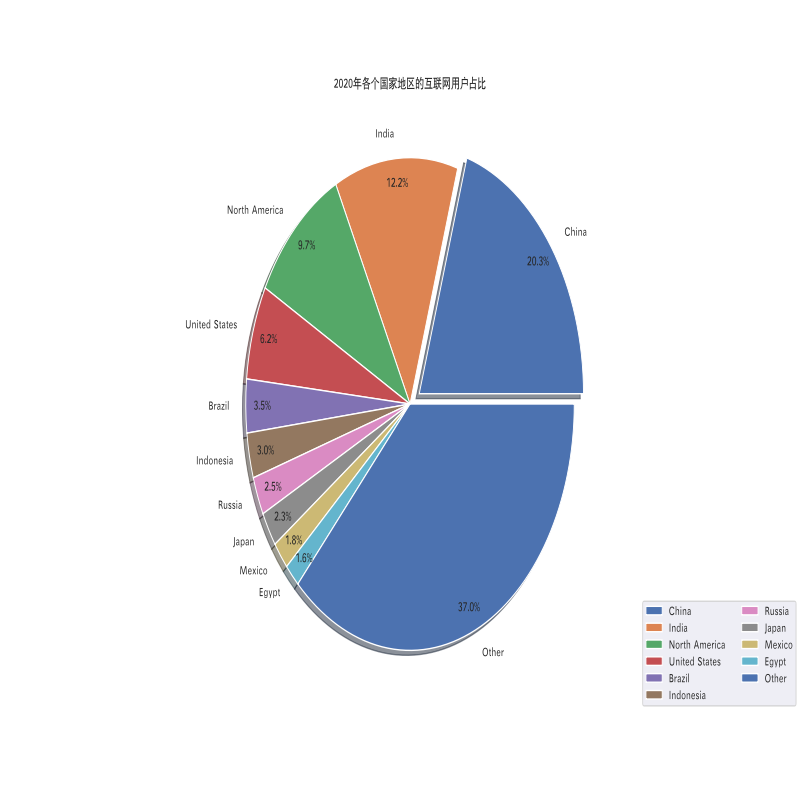 2020年各个国家地区的互联网用户占比
India
12.2%
North America
China
9.7%
20.3%
United States
6.2%
Brazil
3.5%
Indonesia
3.0%
Russia
2.5%
Japan
2.3%
Mexico
1.8%
Egypt
1.6%
37.0%
Other
China
India
North America
United States
Brazil
Indonesia
Russia
Japan
Mexico
Egypt
Other